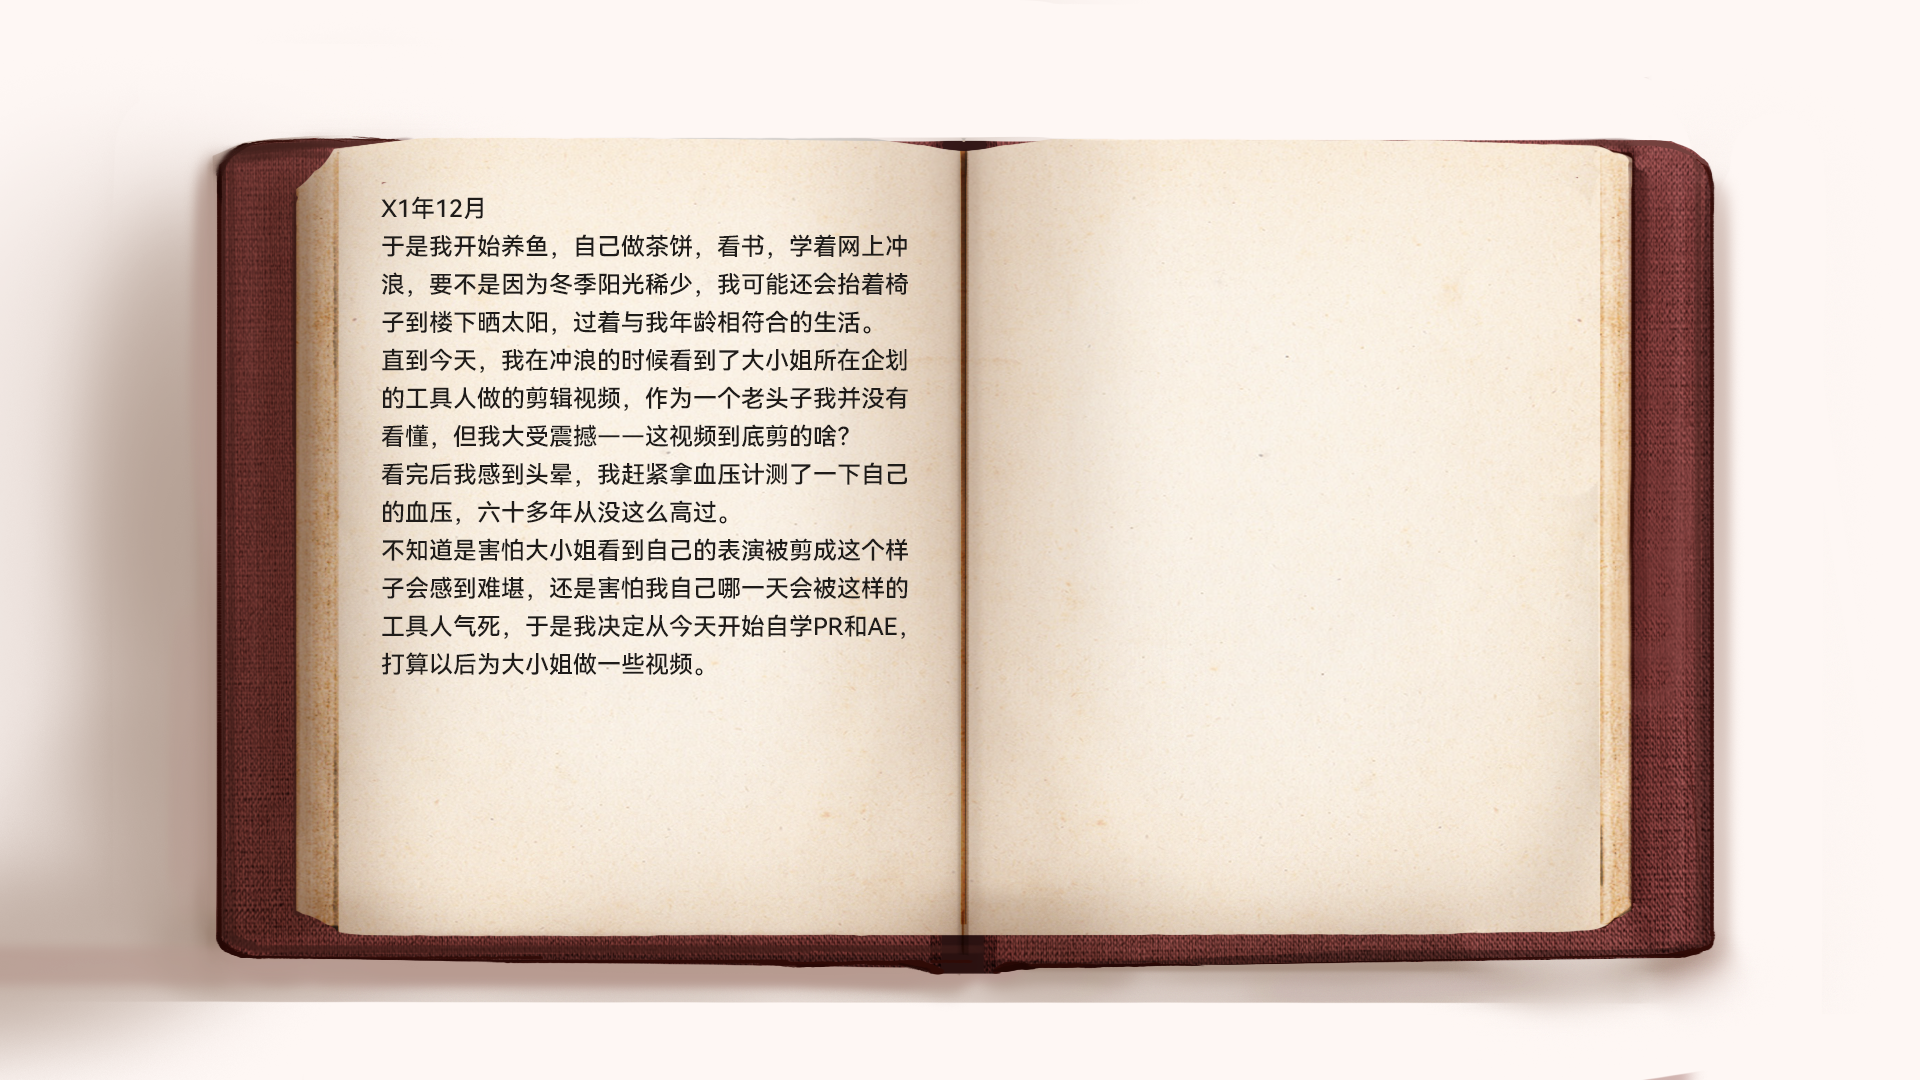 X1年12月
于是我开始养鱼，自己做茶饼，看书，学着网上冲
浪，要不是因为冬季阳光稀少，我可能还会抬着椅
子到楼下晒太阳，过着与我年龄相符合的生活。
直到今天，我在冲浪的时候看到了大小姐所在企划
的工具人做的剪辑视频，作为一个老头子我并没有
看懂，但我大受震撼——这视频到底剪的啥？
看完后我感到头晕，我赶紧拿血压计测了一下自己
的血压，六十多年从没这么高过。
不知道是害怕大小姐看到自己的表演被剪成这个样
子会感到难堪，还是害怕我自己哪一天会被这样的
工具人气死，于是我决定从今天开始自学PR和AE，
打算以后为大小姐做一些视频。